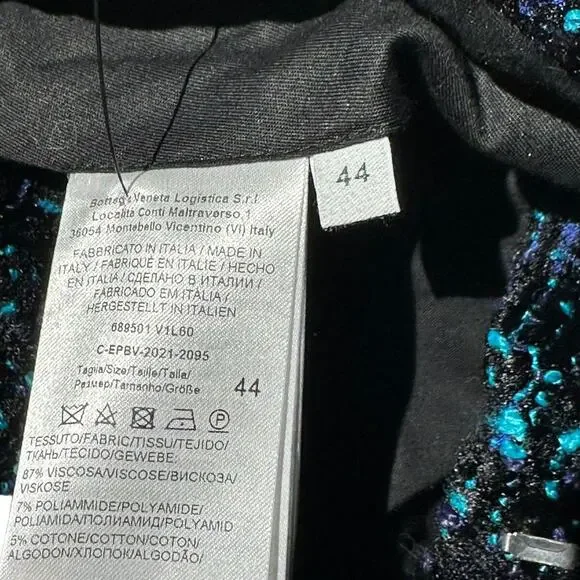 Bottega Veneta Logistica S.r.l
Località Conti Maltraverso,1
36054 Montebello Vicentino (VI) Italy
FABBRICATO IN ITALIA / MADE IN
ITALY / FABRIQUÉ EN ITALIE / HECHO
EN ITALIA / СДЕЛАНО В ИТАЛИИ /
FABRICADO EM ITÁLIA /
HERGESTELLT IN ITALIEN
689501 V1L60
C-EPBV-2021-2095
Taglia/Size/Taille/Talla/
Размер/Tamanho/Größe 44
P
TESSUTO/FABRIC/TISSU/TEJIDO/
ТКАНЬ/TECIDO/GEWEBE:
87% VISCOSA/VISCOSE/ВИСКОЗА/
VISKOSE
7% POLIAMMIDE/POLYAMIDE/
POLIAMIDA/ПОЛИАМИД/POLYAMID
5% COTONE/COTTON/COTON/
ALGODÓN/ХЛОПОК/ALGODÃO/
44